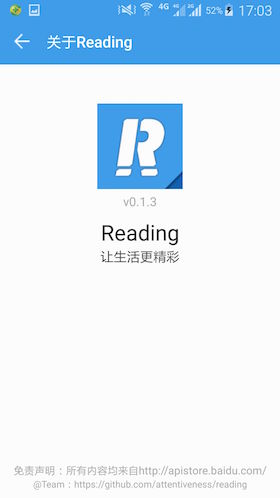 4G 4G 4G 52% 17:03
关于Reading
R
v0.1.3
Reading
让生活更精彩
免责声明：所有内容均来自http://apistore.baidu.com/
@Team：https://github.com/attentiveness/reading